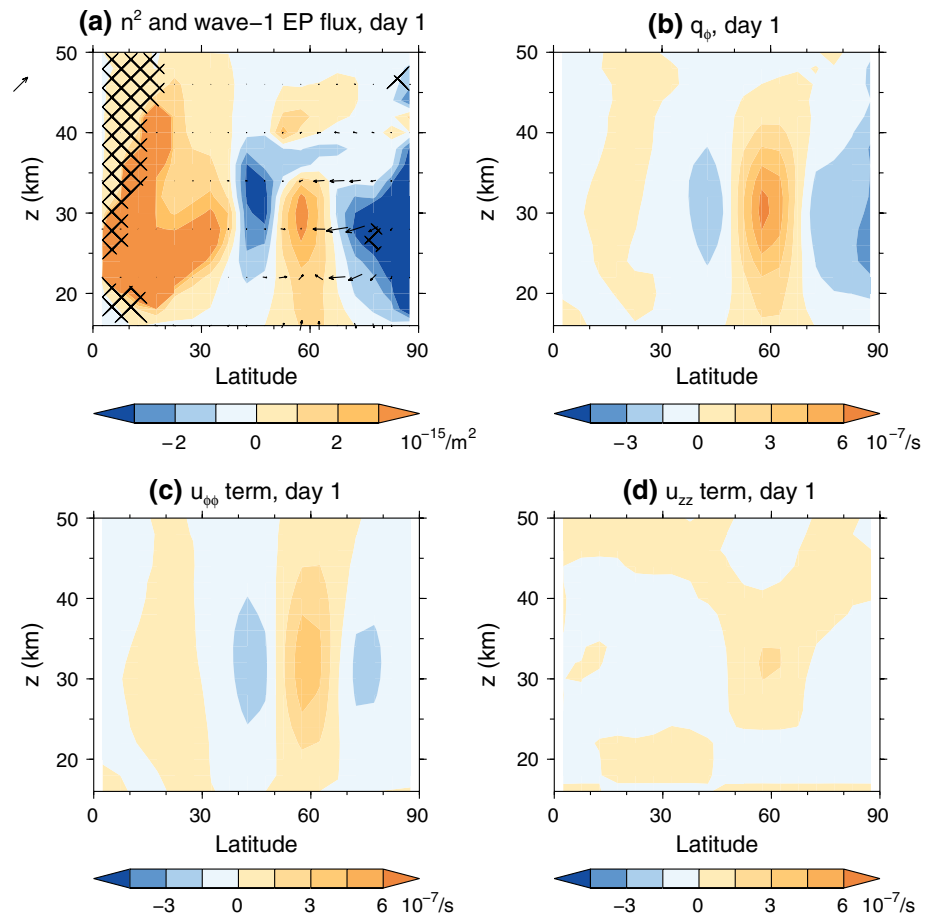 (a) n² and wave−1 EP flux, day 1
(b) qϕ, day 1
50
40
30
20
z (km)
0 30 60 90
Latitude
−2 0 2 10⁻¹⁵/m²
50
40
30
20
z (km)
0 30 60 90
Latitude
−3 0 3 6 10⁻⁷/s
(c) uϕϕ term, day 1
(d) uzz term, day 1
50
40
30
20
z (km)
0 30 60 90
Latitude
−3 0 3 6 10⁻⁷/s
50
40
30
20
z (km)
0 30 60 90
Latitude
−3 0 3 6 10⁻⁷/s